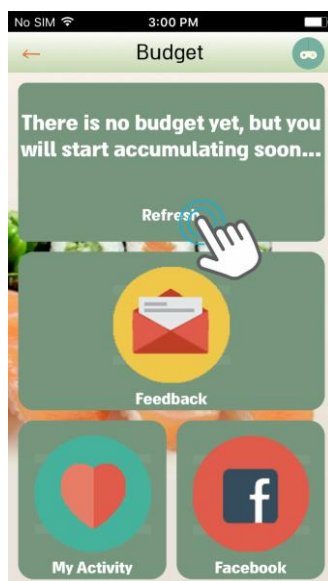 No SIM 3:00 PM
← Budget
There is no budget yet, but you
will start accumulating soon...
Refresh
Feedback
My Activity Facebook